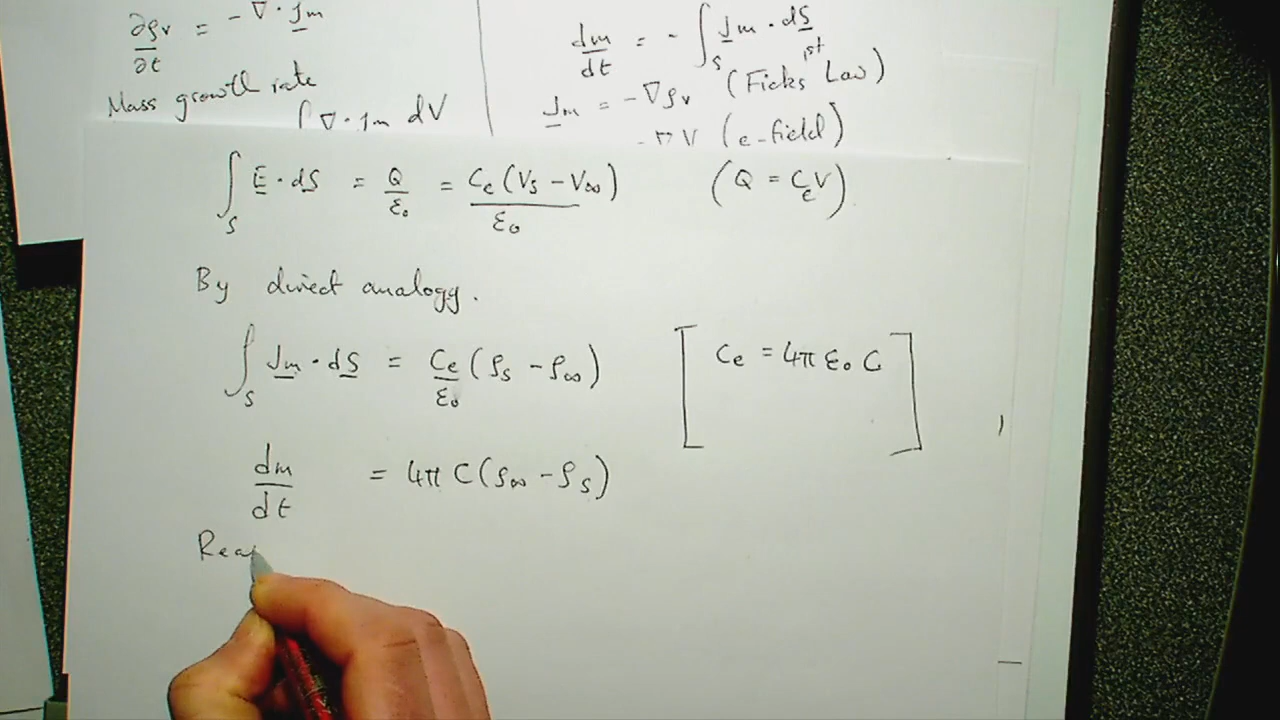 ∂ρv/∂t = -∇·Jm
dm/dt = -∫S Jm·dS
Mass growth rate
Jm = -∇ρv (Ficks 1st Law)
∫∇·Jm dV
-∇V (e-field)
∫S E·dS = Q/ε0 = Ce(Vs - V∞)/ε0 (Q = CeV)
By direct analogy.
∫S Jm·dS = Ce/ε0 (ρs - ρ∞) [Ce = 4π ε0 C]
dm/dt = 4π C(ρ∞ - ρs)
Rea